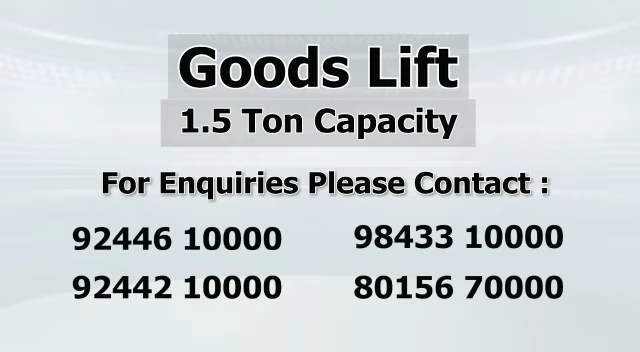 Goods Lift
1.5 Ton Capacity
For Enquiries Please Contact :
92446 10000 98433 10000
92442 10000 80156 70000